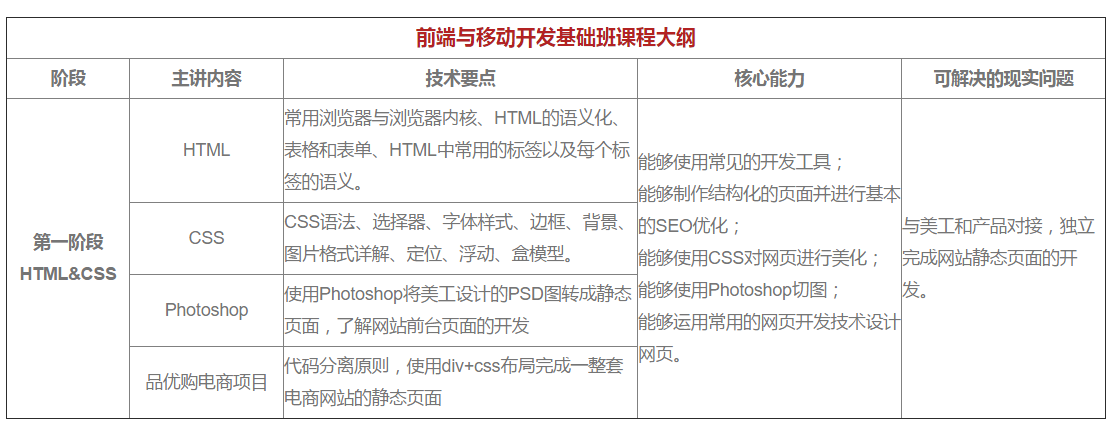 前端与移动开发基础班课程大纲
阶段
主讲内容
技术要点
核心能力
可解决的现实问题
第一阶段
HTML&CSS
HTML
常用浏览器与浏览器内核、HTML的语义化、
表格和表单、HTML中常用的标签以及每个标
签的语义。
CSS
CSS语法、选择器、字体样式、边框、背景、
图片格式详解、定位、浮动、盒模型。
Photoshop
使用Photoshop将美工设计的PSD图转成静态
页面，了解网站前台页面的开发
品优购电商项目
代码分离原则，使用div+css布局完成一整套
电商网站的静态页面
能够使用常见的开发工具；
能够制作结构化的页面并进行基本
的SEO优化；
能够使用CSS对网页进行美化；
能够使用Photoshop切图；
能够运用常用的网页开发技术设计
网页。
与美工和产品对接，独立
完成网站静态页面的开
发。